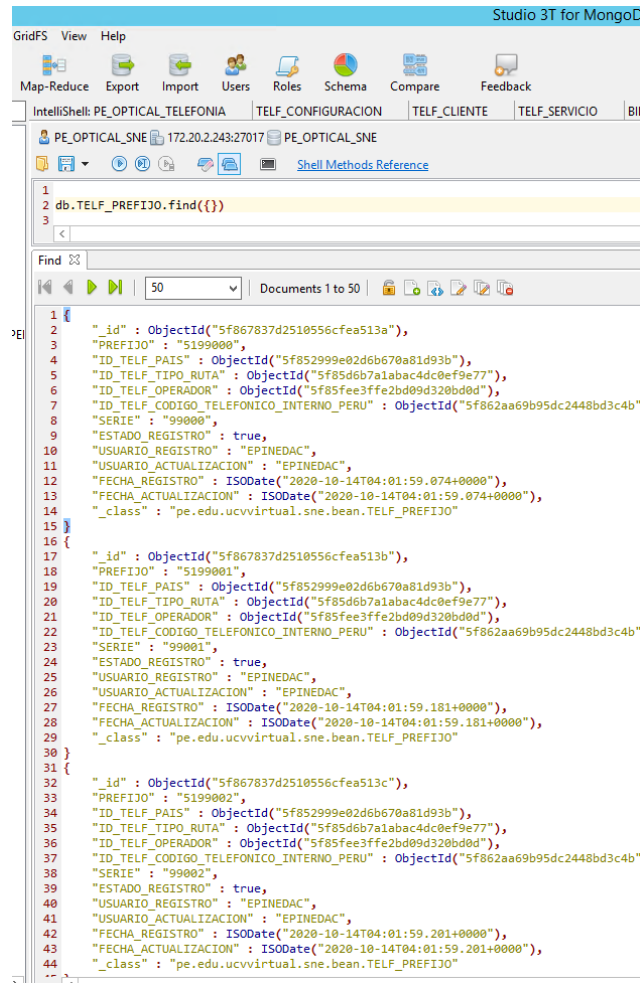 Studio 3T for MongoD
GridFS View Help
Map-Reduce Export Import Users Roles Schema Compare Feedback
IntelliShell: PE_OPTICAL_TELEFONIA TELF_CONFIGURACION TELF_CLIENTE TELF_SERVICIO BI
PE_OPTICAL_SNE 172.20.2.243:27017 PE_OPTICAL_SNE
Shell Methods Reference
1
2 db.TELF_PREFIJO.find({})
3
<
Find
50 Documents 1 to 50
PEI
1 {
2 "_id" : ObjectId("5f867837d2510556cfea513a"),
3 "PREFIJO" : "5199000",
4 "ID_TELF_PAIS" : ObjectId("5f852999e02d6b670a81d93b"),
5 "ID_TELF_TIPO_RUTA" : ObjectId("5f85d6b7a1abac4dc0ef9e77"),
6 "ID_TELF_OPERADOR" : ObjectId("5f85fee3ffe2bd09d320bd0d"),
7 "ID_TELF_CODIGO_TELEFONICO_INTERNO_PERU" : ObjectId("5f862aa69b95dc2448bd3c4b"
8 "SERIE" : "99000",
9 "ESTADO_REGISTRO" : true,
10 "USUARIO_REGISTRO" : "EPINEDAC",
11 "USUARIO_ACTUALIZACION" : "EPINEDAC",
12 "FECHA_REGISTRO" : ISODate("2020-10-14T04:01:59.074+0000"),
13 "FECHA_ACTUALIZACION" : ISODate("2020-10-14T04:01:59.074+0000"),
14 "_class" : "pe.edu.ucvvirtual.sne.bean.TELF_PREFIJO"
15 }
16 {
17 "_id" : ObjectId("5f867837d2510556cfea513b"),
18 "PREFIJO" : "5199001",
19 "ID_TELF_PAIS" : ObjectId("5f852999e02d6b670a81d93b"),
20 "ID_TELF_TIPO_RUTA" : ObjectId("5f85d6b7a1abac4dc0ef9e77"),
21 "ID_TELF_OPERADOR" : ObjectId("5f85fee3ffe2bd09d320bd0d"),
22 "ID_TELF_CODIGO_TELEFONICO_INTERNO_PERU" : ObjectId("5f862aa69b95dc2448bd3c4b"
23 "SERIE" : "99001",
24 "ESTADO_REGISTRO" : true,
25 "USUARIO_REGISTRO" : "EPINEDAC",
26 "USUARIO_ACTUALIZACION" : "EPINEDAC",
27 "FECHA_REGISTRO" : ISODate("2020-10-14T04:01:59.181+0000"),
28 "FECHA_ACTUALIZACION" : ISODate("2020-10-14T04:01:59.181+0000"),
29 "_class" : "pe.edu.ucvvirtual.sne.bean.TELF_PREFIJO"
30 }
31 {
32 "_id" : ObjectId("5f867837d2510556cfea513c"),
33 "PREFIJO" : "5199002",
34 "ID_TELF_PAIS" : ObjectId("5f852999e02d6b670a81d93b"),
35 "ID_TELF_TIPO_RUTA" : ObjectId("5f85d6b7a1abac4dc0ef9e77"),
36 "ID_TELF_OPERADOR" : ObjectId("5f85fee3ffe2bd09d320bd0d"),
37 "ID_TELF_CODIGO_TELEFONICO_INTERNO_PERU" : ObjectId("5f862aa69b95dc2448bd3c4b"
38 "SERIE" : "99002",
39 "ESTADO_REGISTRO" : true,
40 "USUARIO_REGISTRO" : "EPINEDAC",
41 "USUARIO_ACTUALIZACION" : "EPINEDAC",
42 "FECHA_REGISTRO" : ISODate("2020-10-14T04:01:59.201+0000"),
43 "FECHA_ACTUALIZACION" : ISODate("2020-10-14T04:01:59.201+0000"),
44 "_class" : "pe.edu.ucvvirtual.sne.bean.TELF_PREFIJO"